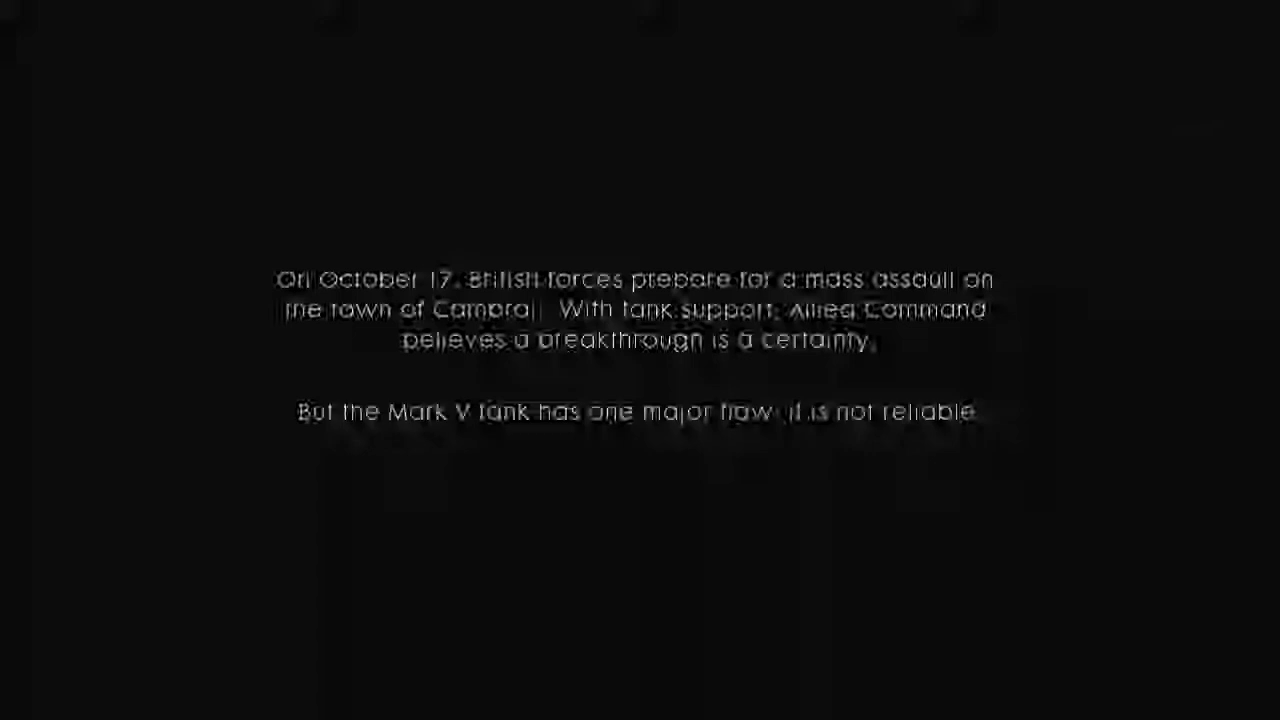 On October 17, British forces prepare for a mass assault on
the town of Cambrai. With tank support, Allied Command
believes a breakthrough is a certainty.
But the Mark V tank has one major flaw: it is not reliable.